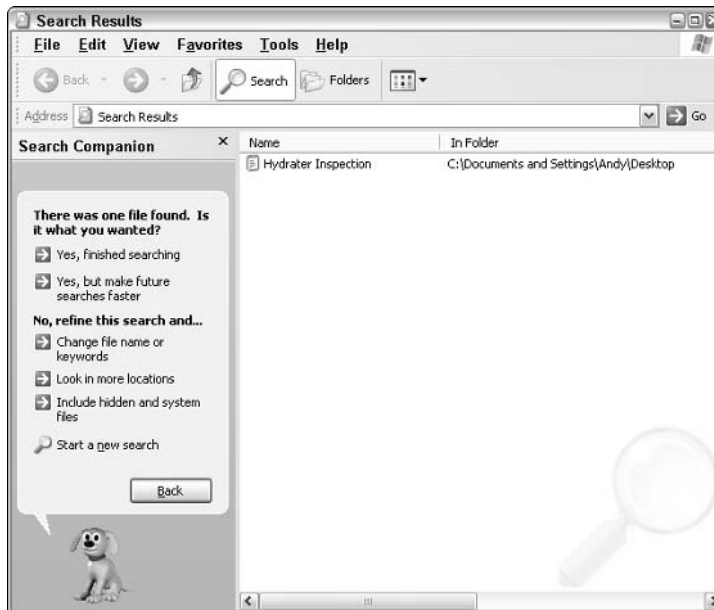 Search Results
File Edit View Favorites Tools Help
Back Search Folders
Address Search Results Go
Search Companion
Name In Folder
Hydrater Inspection C:\Documents and Settings\Andy\Desktop
There was one file found. Is
it what you wanted?
Yes, finished searching
Yes, but make future
searches faster
No, refine this search and...
Change file name or
keywords
Look in more locations
Include hidden and system
files
Start a new search
Back